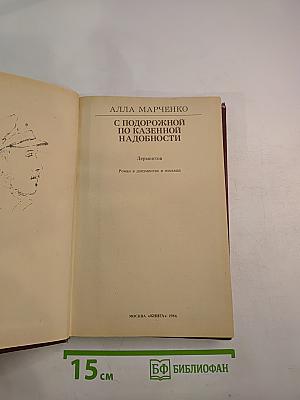 АЛЛА МАРЧЕНКО
С ПОДОРОЖНОЙ
ПО КАЗЕННОЙ
НАДОБНОСТИ
Лермонтов
Роман в документах и письмах
МОСКВА «КНИГА» 1984
15 см
БФ БИБЛИОФАН